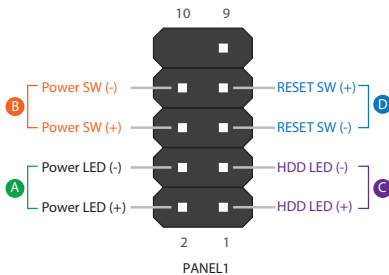 10 9
Power SW (-) RESET SW (+)
B D
Power SW (+) RESET SW (-)
Power LED (-) HDD LED (-)
A C
Power LED (+) HDD LED (+)
2 1
PANEL1